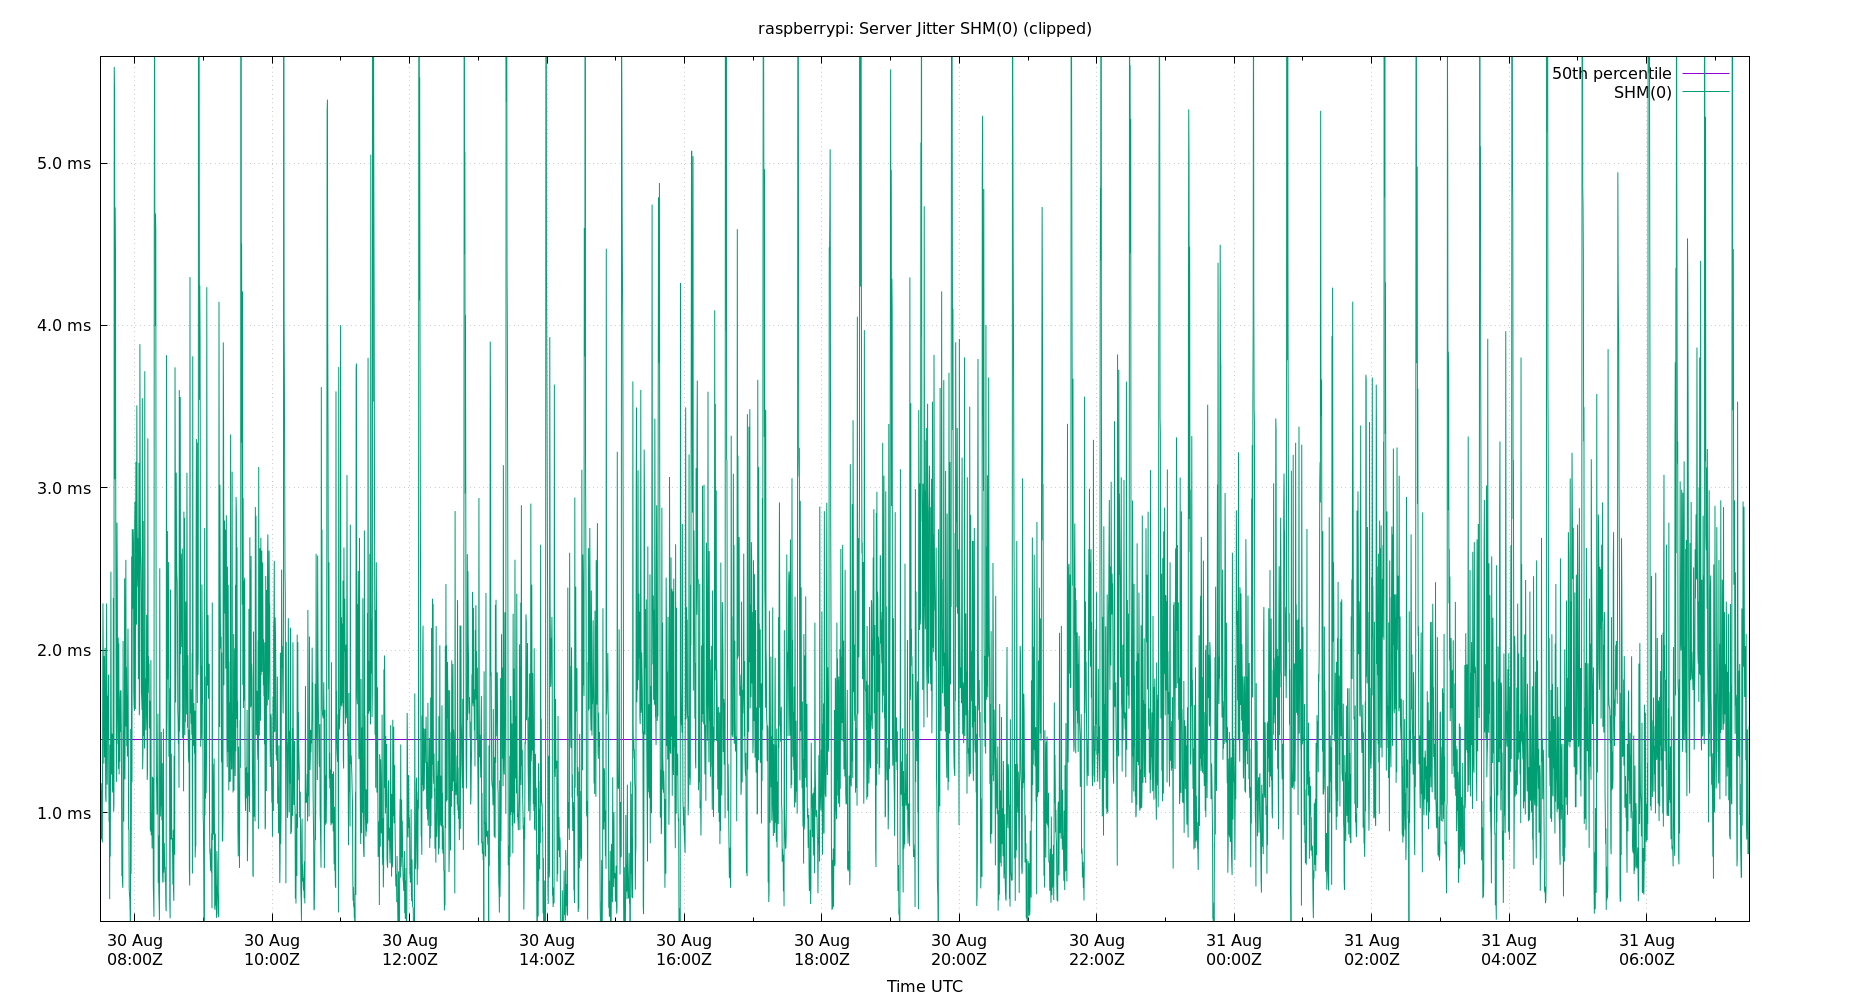 raspberrypi: Server Jitter SHM(0) (clipped)
50th percentile
SHM(0)
5.0 ms
4.0 ms
3.0 ms
2.0 ms
1.0 ms
30 Aug 30 Aug 30 Aug 30 Aug 30 Aug 30 Aug 30 Aug 30 Aug 31 Aug 31 Aug 31 Aug 31 Aug
08:00Z 10:00Z 12:00Z 14:00Z 16:00Z 18:00Z 20:00Z 22:00Z 00:00Z 02:00Z 04:00Z 06:00Z
Time UTC